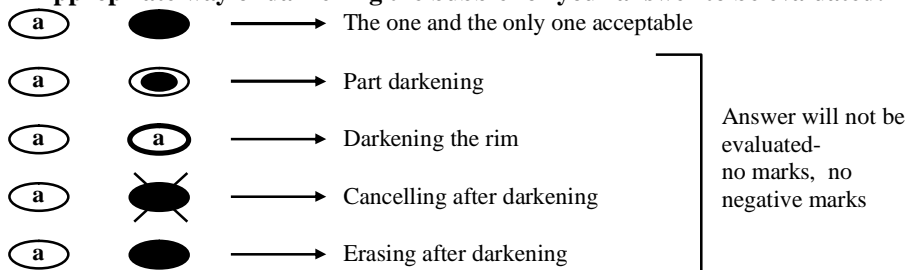 Appropriate way of darkening the bubble for your answer to be evaluated:
a The one and the only one acceptable
a Part darkening
a a Darkening the rim
a Cancelling after darkening
a Erasing after darkening
Answer will not be
evaluated-
no marks, no
negative marks